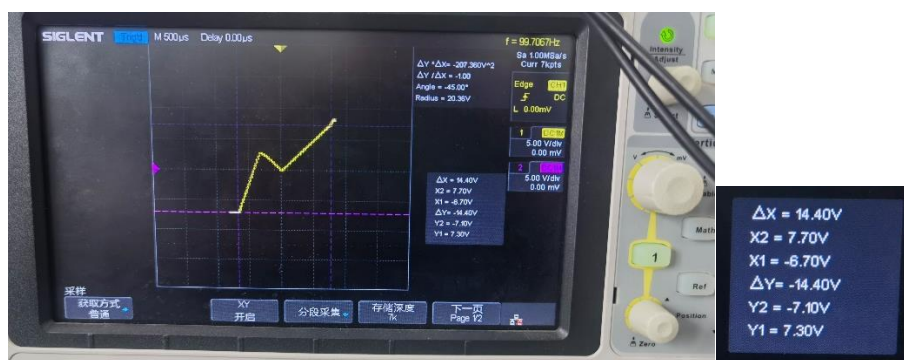 SIGLENT
M 500µs
Delay 0.00µs
f = 99.7067Hz
Sa 1.00MSa/s
Curr 7kpts
ΔY*ΔX= -207.360V^2
ΔY/ΔX= -1.00
Angle = -45.00°
Radius = 20.36V
Edge CH1
DC
L 0.00mV
1 DC1M
5.00 V/div
0.00 mV
2
5.00 V/div
0.00 mV
ΔX = 14.40V
X2 = 7.70V
X1 = -6.70V
ΔY= -14.40V
Y2 = -7.10V
Y1 = 7.30V
采样
获取方式
普通
XY
开启
分段采集
存储深度
7k
下一页
Page 1/2
Intensity
Adjust
V
mV
1
Math
Ref
Position
Zero
ΔX = 14.40V
X2 = 7.70V
X1 = -6.70V
ΔY= -14.40V
Y2 = -7.10V
Y1 = 7.30V